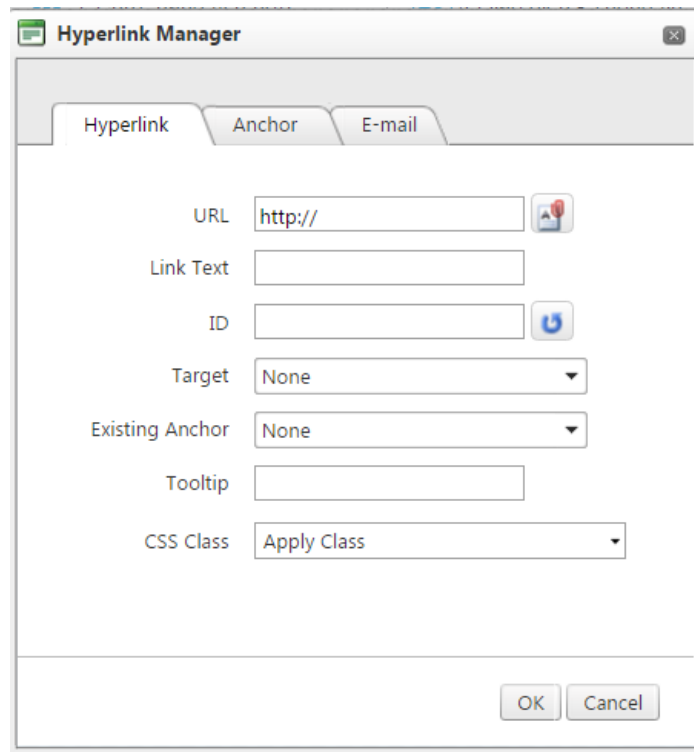 Hyperlink Manager
Hyperlink Anchor E-mail
URL http://
Link Text
ID
Target None
Existing Anchor None
Tooltip
CSS Class Apply Class
OK Cancel